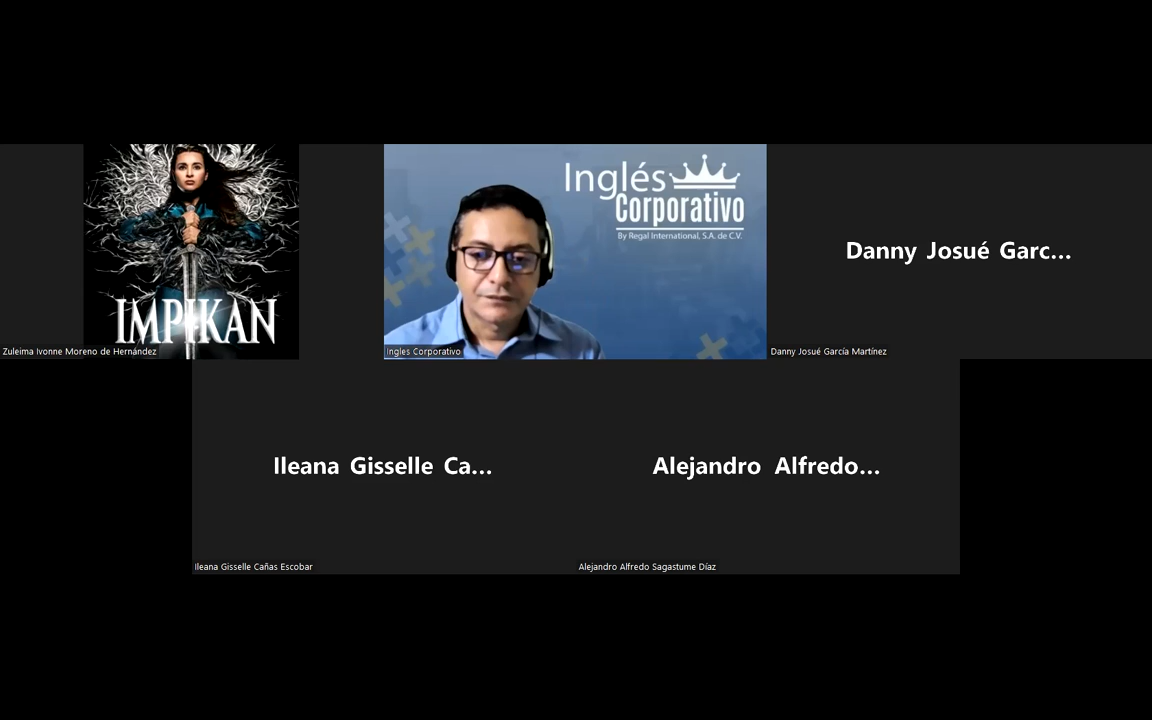 IMPIKAN
Zuleima Ivonne Moreno de Hernández
Inglés
Corporativo
By Regal International, S.A. de C.V.
Ingles Corporativo
Danny Josué Garc...
Danny Josué García Martínez
Ileana Gisselle Ca...
Ileana Gisselle Cañas Escobar
Alejandro Alfredo...
Alejandro Alfredo Sagastume Díaz